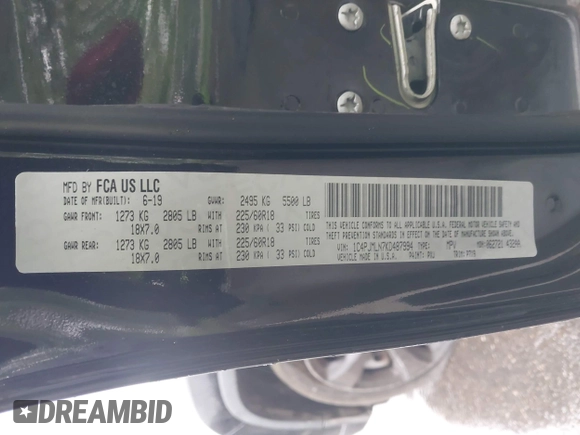 MFD BY FCA US LLC
DATE OF MFR(BUILT): 6-19 GVWR: 2495 KG 5500 LB
GAWR FRONT: 1273 KG 2805 LB WITH 225/60R18 TIRES
18X7.0 RIMS AT 230 KPA ( 33 PSI) COLD
GAWR REAR: 1273 KG 2805 LB WITH 225/60R18 TIRES
18X7.0 RIMS AT 230 KPA ( 33 PSI) COLD
THIS VEHICLE CONFORMS TO ALL APPLICABLE U.S.A. FEDERAL MOTOR VEHICLE SAFETY
AND THEFT PREVENTION STANDARDS IN EFFECT ON THE DATE OF MANUFACTURE SHOWN ABOVE.
VIN: 1C4PJMLN7KD487994 TYPE: MPV
VEHICLE MADE IN U.S.A. PAINT: TRIM:
DREAMBID